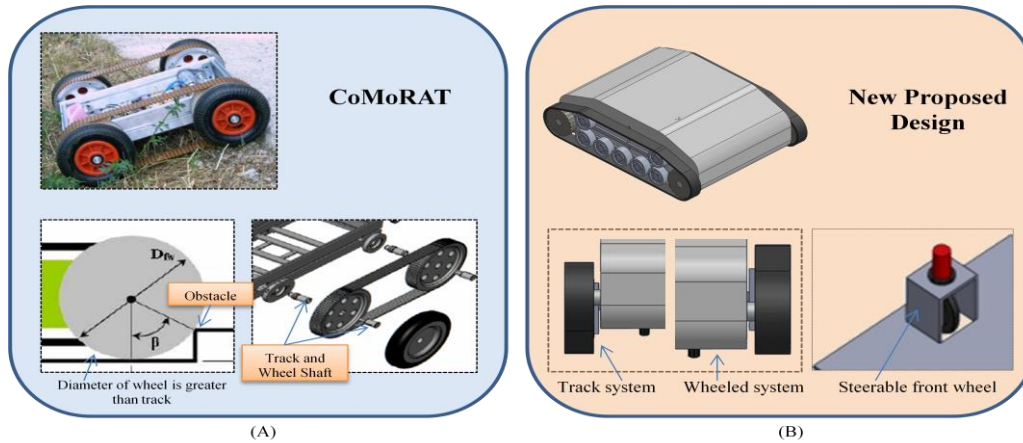 CoMoRAT
D_fw
β
Obstacle
Track and
Wheel Shaft
Diameter of wheel is greater
than track
(A)
New Proposed
Design
Track system
Wheeled system
Steerable front wheel
(B)